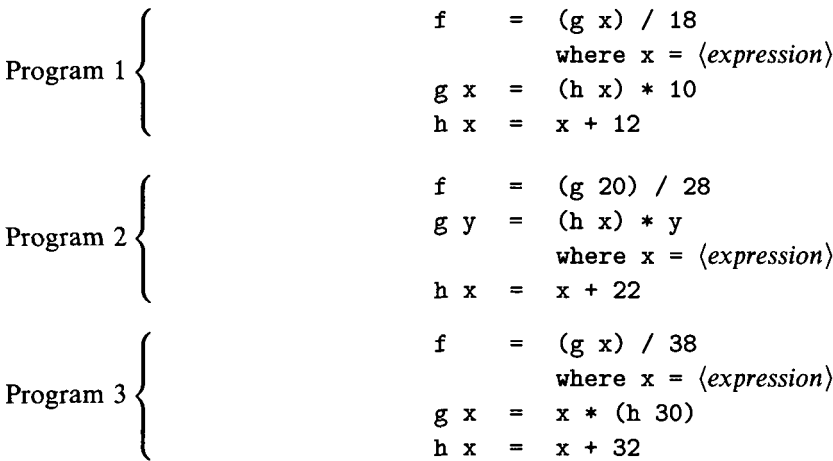 f = (g x) / 18
where x = ⟨expression⟩
Program 1 {
g x = (h x) * 10
h x = x + 12
f = (g 20) / 28
g y = (h x) * y
Program 2 {
where x = ⟨expression⟩
h x = x + 22
f = (g x) / 38
where x = ⟨expression⟩
Program 3 {
g x = x * (h 30)
h x = x + 32